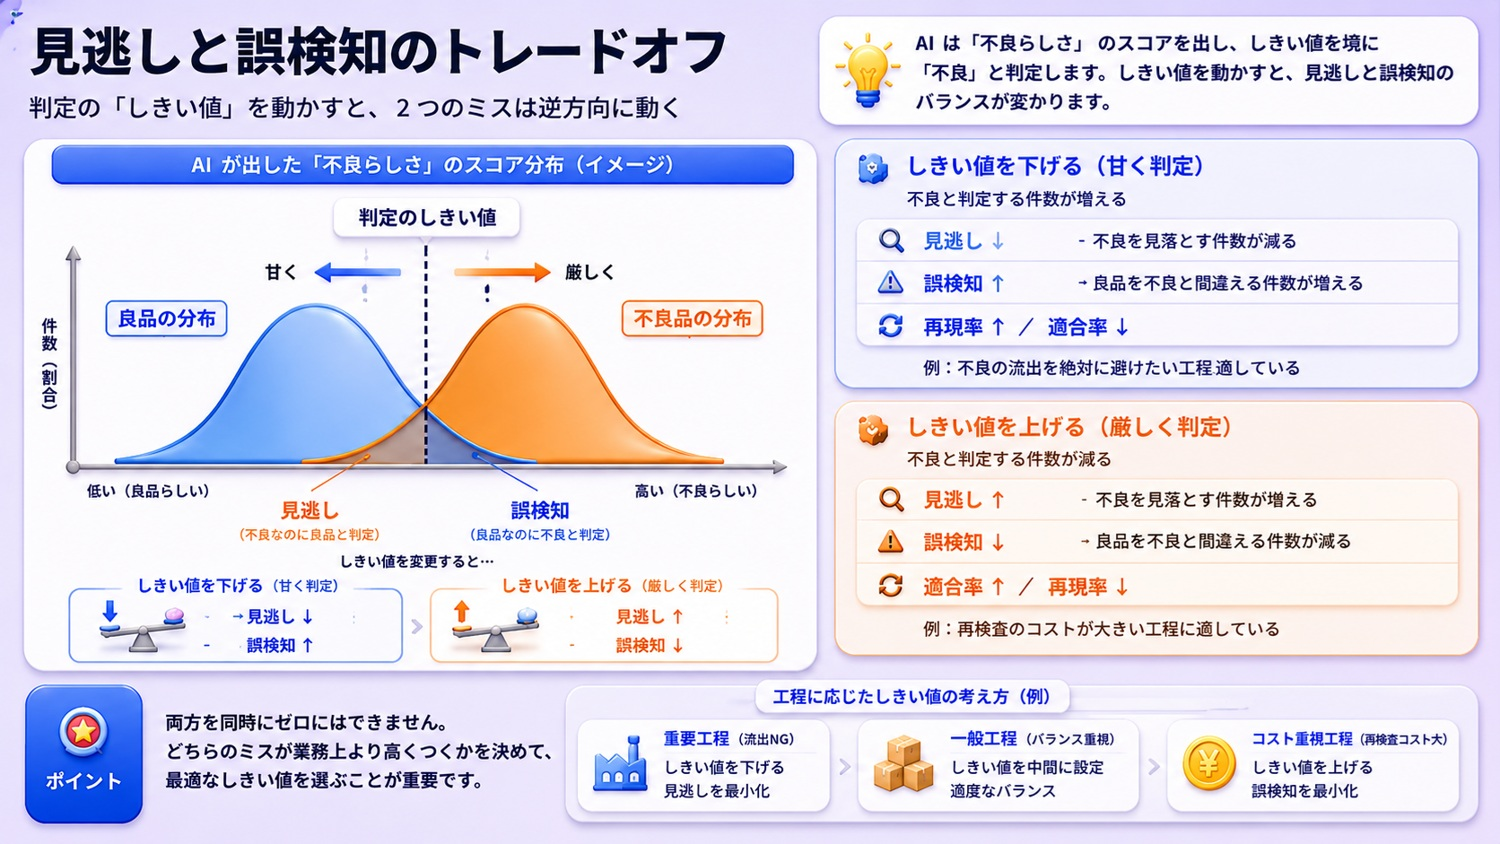 見逃しと誤検知のトレードオフ
判定の「しきい値」を動かすと、2つのミスは逆方向に動く
AI は「不良らしさ」のスコアを出し、しきい値を境に
「不良」と判定します。しきい値を動かすと、見逃しと誤検知の
バランスが変かります。
AI が出した「不良らしさ」のスコア分布（イメージ）
判定のしきい値
甘く
厳しく
良品の分布
不良品の分布
件数（割合）
低い（良品らしい）
高い（不良らしい）
見逃し
（不良なのに良品と判定）
誤検知
（良品なのに不良と判定）
しきい値を変更すると…
しきい値を下げる（甘く判定）
- →見逃し ↓
- 誤検知 ↑
しきい値を上げる（厳しく判定）
- 見逃し ↑
- 誤検知 ↓
しきい値を下げる（甘く判定）
不良と判定する件数が増える
見逃し ↓ - 不良を見落とす件数が減る
誤検知 ↑ → 良品を不良と間違える件数が増える
再現率 ↑ ／ 適合率 ↓
例：不良の流出を絶対に避けたい工程適している
しきい値を上げる（厳しく判定）
不良と判定する件数が減る
見逃し ↑ - 不良を見落とす件数が増える
誤検知 ↓ → 良品を不良と間違える件数が減る
適合率 ↑ ／ 再現率 ↓
例：再検査のコストが大きい工程に適している
ポイント
両方を同時にゼロにはできません。
どちらのミスが業務上より高くつくかを決めて、
最適なしきい値を選ぶことが重要です。
工程に応じたしきい値の考え方（例）
重要工程（流出NG）
しきい値を下げる
見逃しを最小化
一般工程（バランス重視）
しきい値を中間に設定
適度なバランス
コスト重視工程（再検査コスト大）
しきい値を上げる
誤検知を最小化